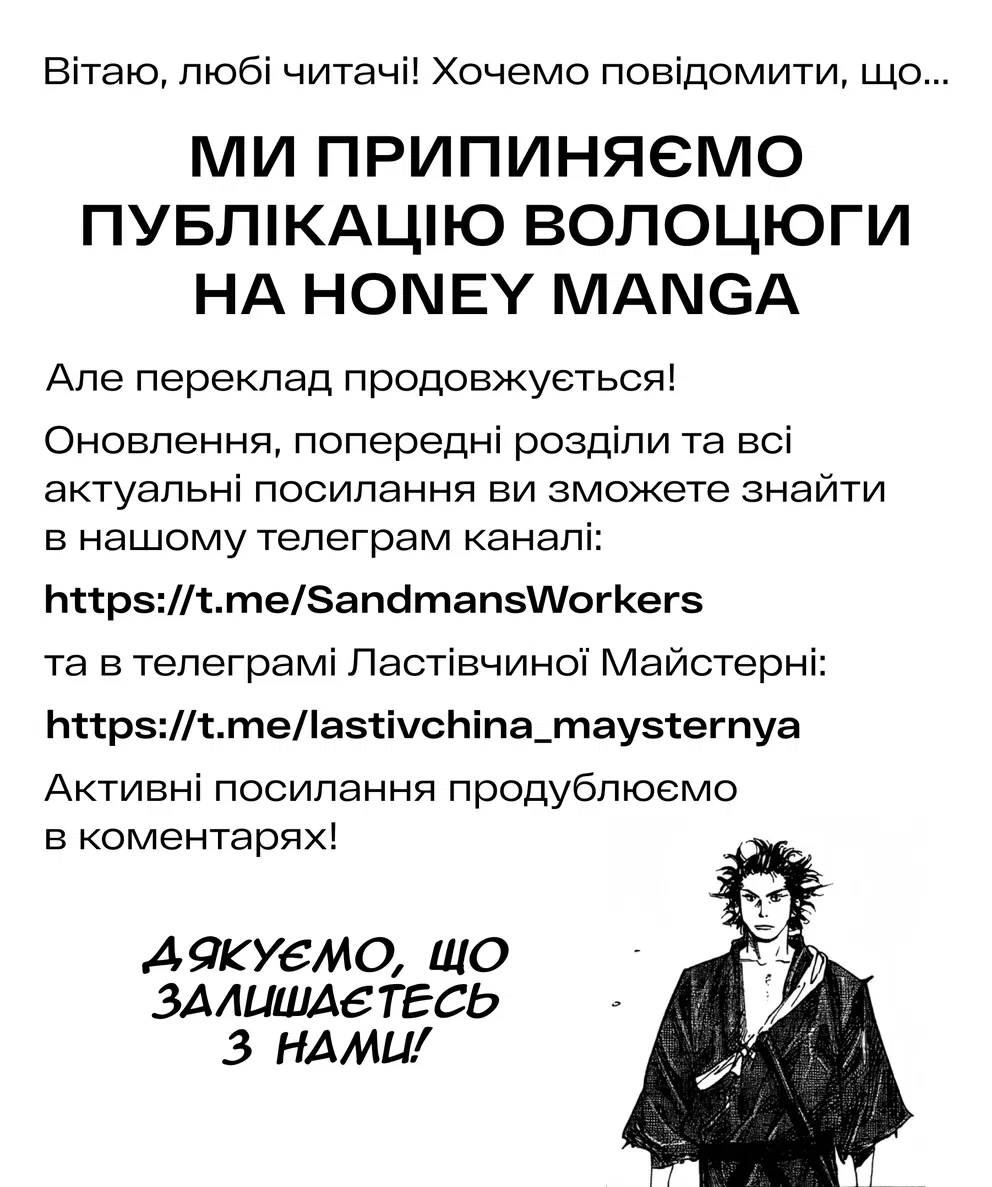 Вітаю, любі читачі! Хочемо повідомити, що...
МИ ПРИПИНЯЄМО
ПУБЛІКАЦІЮ ВОЛОЦЮГИ
НА HONEY MANGA
Але переклад продовжується!
Оновлення, попередні розділи та всі
актуальні посилання ви зможете знайти
в нашому телеграм каналі:
https://t.me/SandmansWorkers
та в телеграмі Ластівчиної Майстерні:
https://t.me/lastivchina_maysternya
Активні посилання продублюємо
в коментарях!
ДЯКУЄМО, ЩО
ЗАЛИШАЄТЕСЬ
З НАМИ!